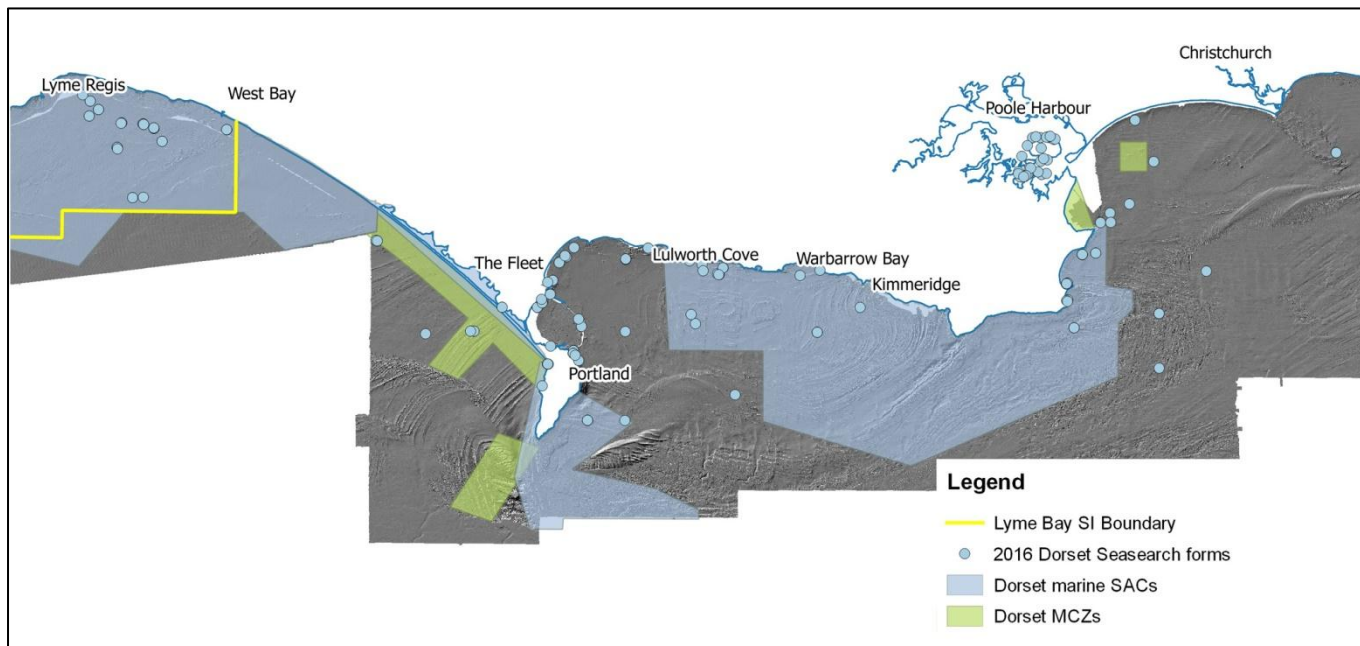 Christchurch
Lyme Regis
West Bay
Poole Harbour
The Fleet
Lulworth Cove
Warbarrow Bay
Kimmeridge
Portland
Legend
Lyme Bay SI Boundary
2016 Dorset Seasearch forms
Dorset marine SACs
Dorset MCZs